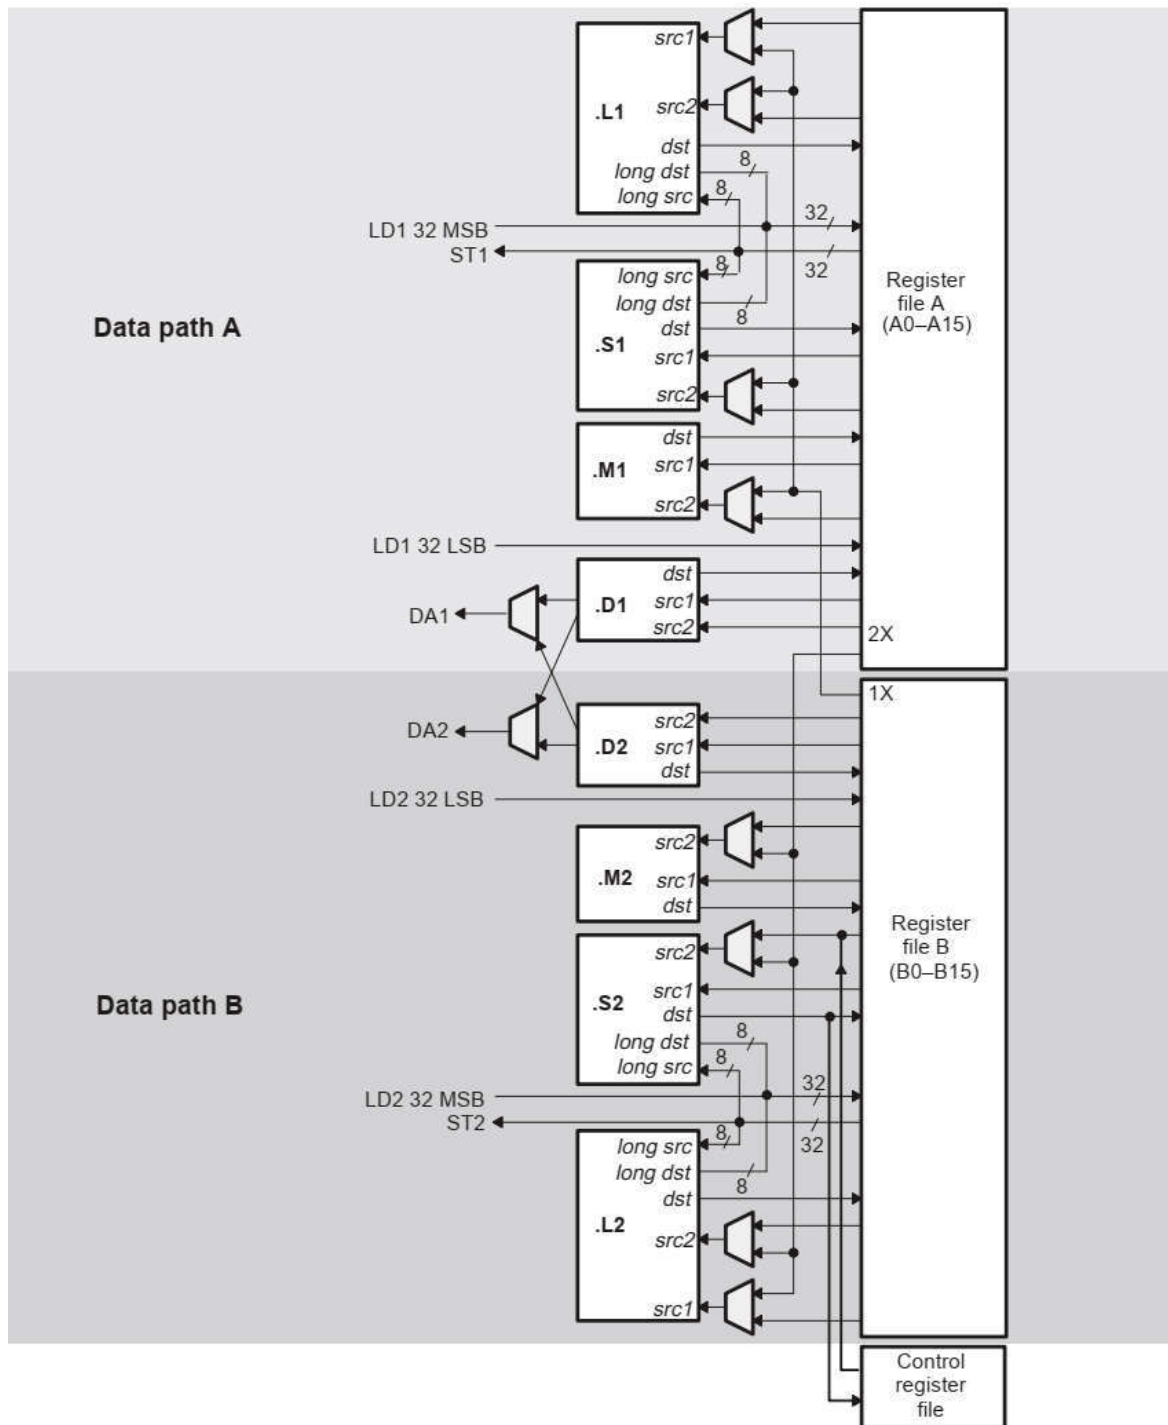 src1
.L1
src2
dst
long dst
8
long src
8
LD1 32 MSB
32
ST1
32
8
long src
long dst
8
dst
.S1
src1
src2
Register
file A
(A0–A15)
Data path A
dst
.M1
src1
src2
LD1 32 LSB
dst
.D1
src1
src2
DA1
2X
1X
DA2
src2
.D2
src1
dst
LD2 32 LSB
src2
.M2
src1
dst
Register
file B
(B0–B15)
src2
src1
.S2
dst
Data path B
long dst
8
long src
8
LD2 32 MSB
32
ST2
32
8
long src
long dst
8
dst
.L2
src2
src1
Control
register
file